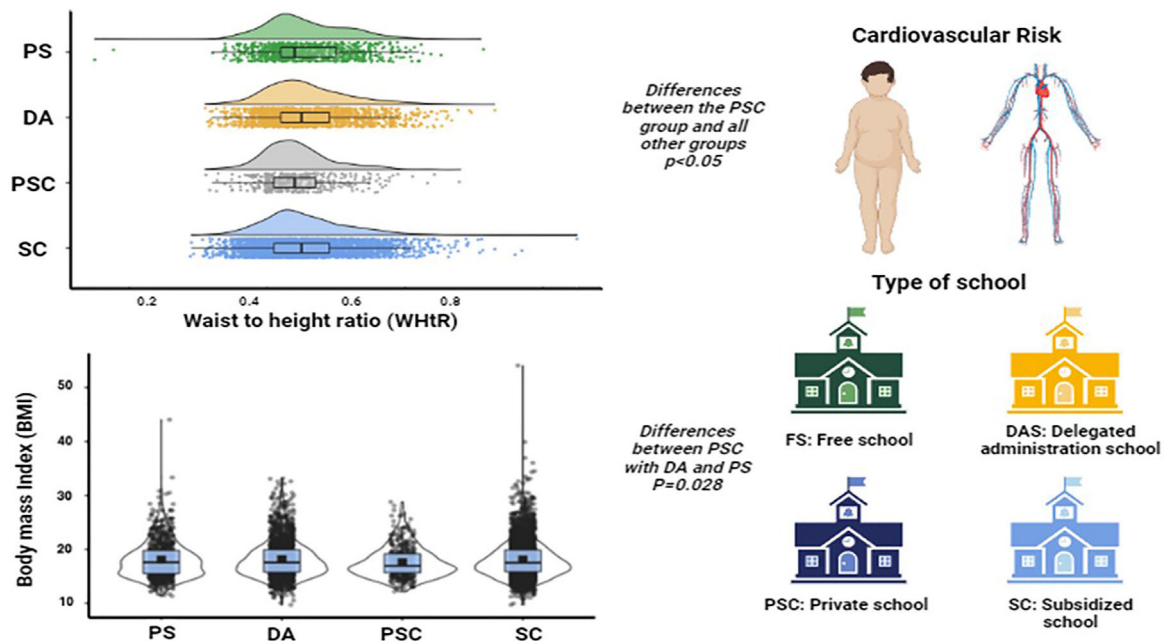 PS
DA
PSC
SC
0.2 0.4 0.6 0.8
Waist to height ratio (WHtR)
Differences
between the PSC
group and all
other groups
p<0.05
Cardiovascular Risk
Body mass Index (BMI)
50
40
30
20
10
PS DA PSC SC
Differences
between PSC
with DA and PS
P=0.028
Type of school
FS: Free school
DAS: Delegated
administration school
PSC: Private school
SC: Subsidized
school